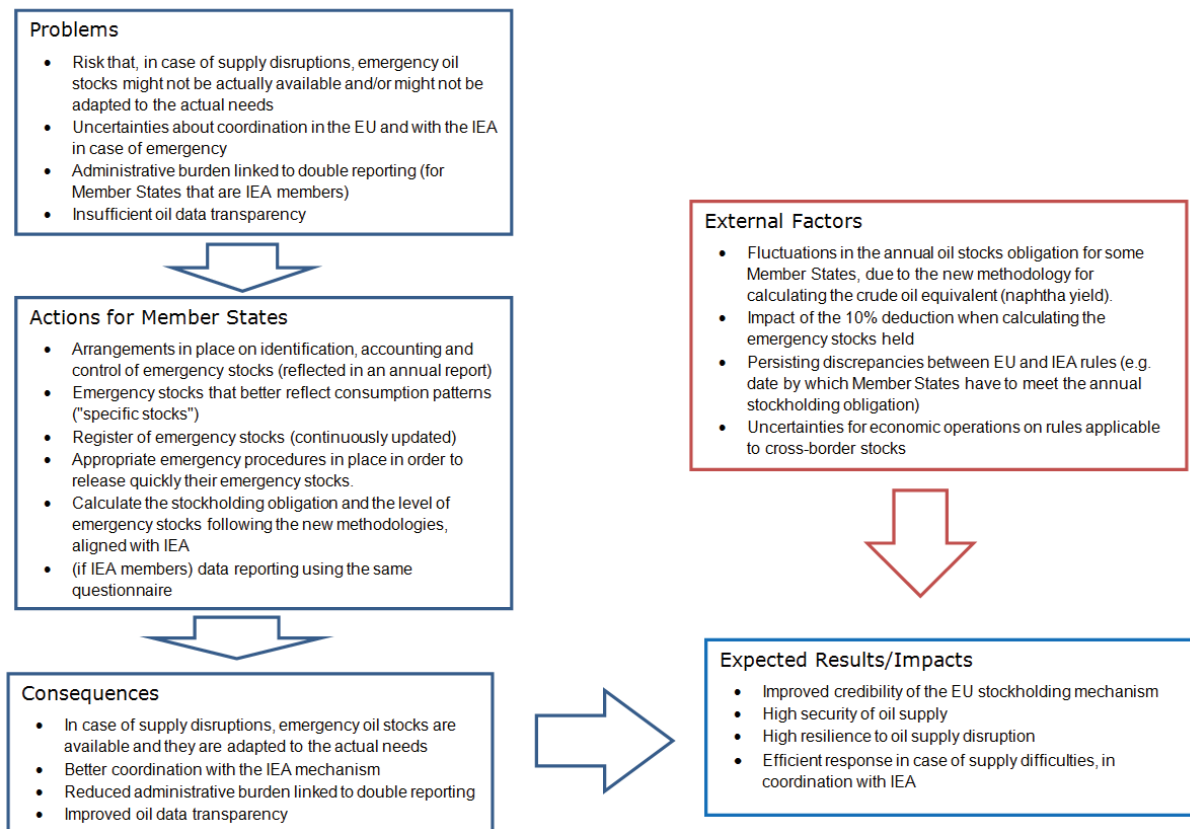 Problems
• Risk that, in case of supply disruptions, emergency oil
stocks might not be actually available and/or might not be
adapted to the actual needs
• Uncertainties about coordination in the EU and with the IEA
in case of emergency
• Administrative burden linked to double reporting (for
Member States that are IEA members)
• Insufficient oil data transparency
Actions for Member States
• Arrangements in place on identification, accounting and
control of emergency stocks (reflected in an annual report)
• Emergency stocks that better reflect consumption patterns
("specific stocks")
• Register of emergency stocks (continuously updated)
• Appropriate emergency procedures in place in order to
release quickly their emergency stocks.
• Calculate the stockholding obligation and the level of
emergency stocks following the new methodologies,
aligned with IEA
• (if IEA members) data reporting using the same
questionnaire
Consequences
• In case of supply disruptions, emergency oil stocks are
available and they are adapted to the actual needs
• Better coordination with the IEA mechanism
• Reduced administrative burden linked to double reporting
• Improved oil data transparency
External Factors
• Fluctuations in the annual oil stocks obligation for some
Member States, due to the new methodology for
calculating the crude oil equivalent (naphtha yield).
• Impact of the 10% deduction when calculating the
emergency stocks held
• Persisting discrepancies between EU and IEA rules (e.g.
date by which Member States have to meet the annual
stockholding obligation)
• Uncertainties for economic operations on rules applicable
to cross-border stocks
Expected Results/Impacts
• Improved credibility of the EU stockholding mechanism
• High security of oil supply
• High resilience to oil supply disruption
• Efficient response in case of supply difficulties, in
coordination with IEA